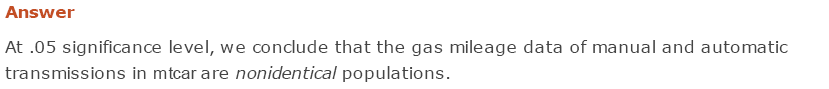 Answer
At .05 significance level, we conclude that the gas mileage data of manual and automatic
transmissions in mtcar are nonidentical populations.